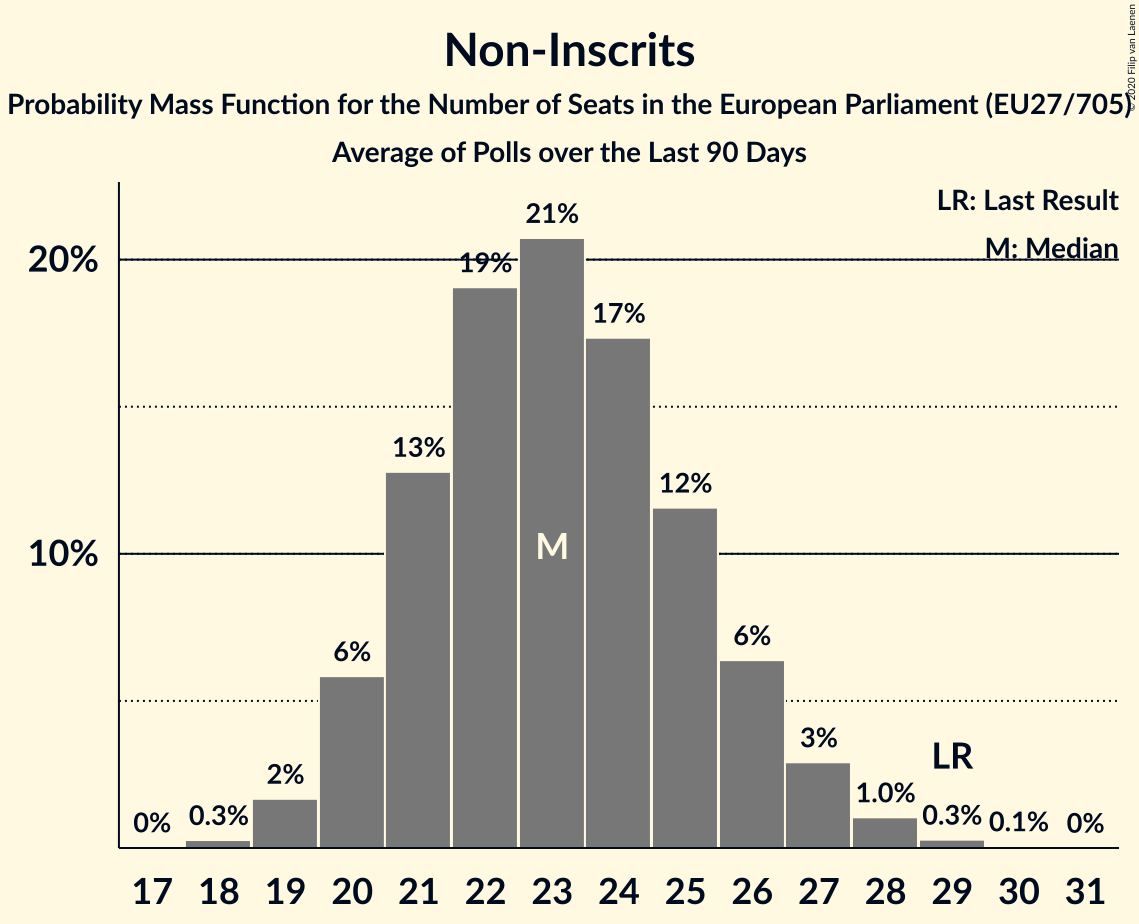 Non-Inscrits
Probability Mass Function for the Number of Seats in the European Parliament (EU27/705)
Average of Polls over the Last 90 Days
© 2020 Filip van Laenen
LR: Last Result
M: Median
20%
10%
0%
0.3%
2%
6%
13%
19%
21%
17%
12%
6%
3%
1.0%
0.3%
0.1%
0%
M
LR
17 18 19 20 21 22 23 24 25 26 27 28 29 30 31